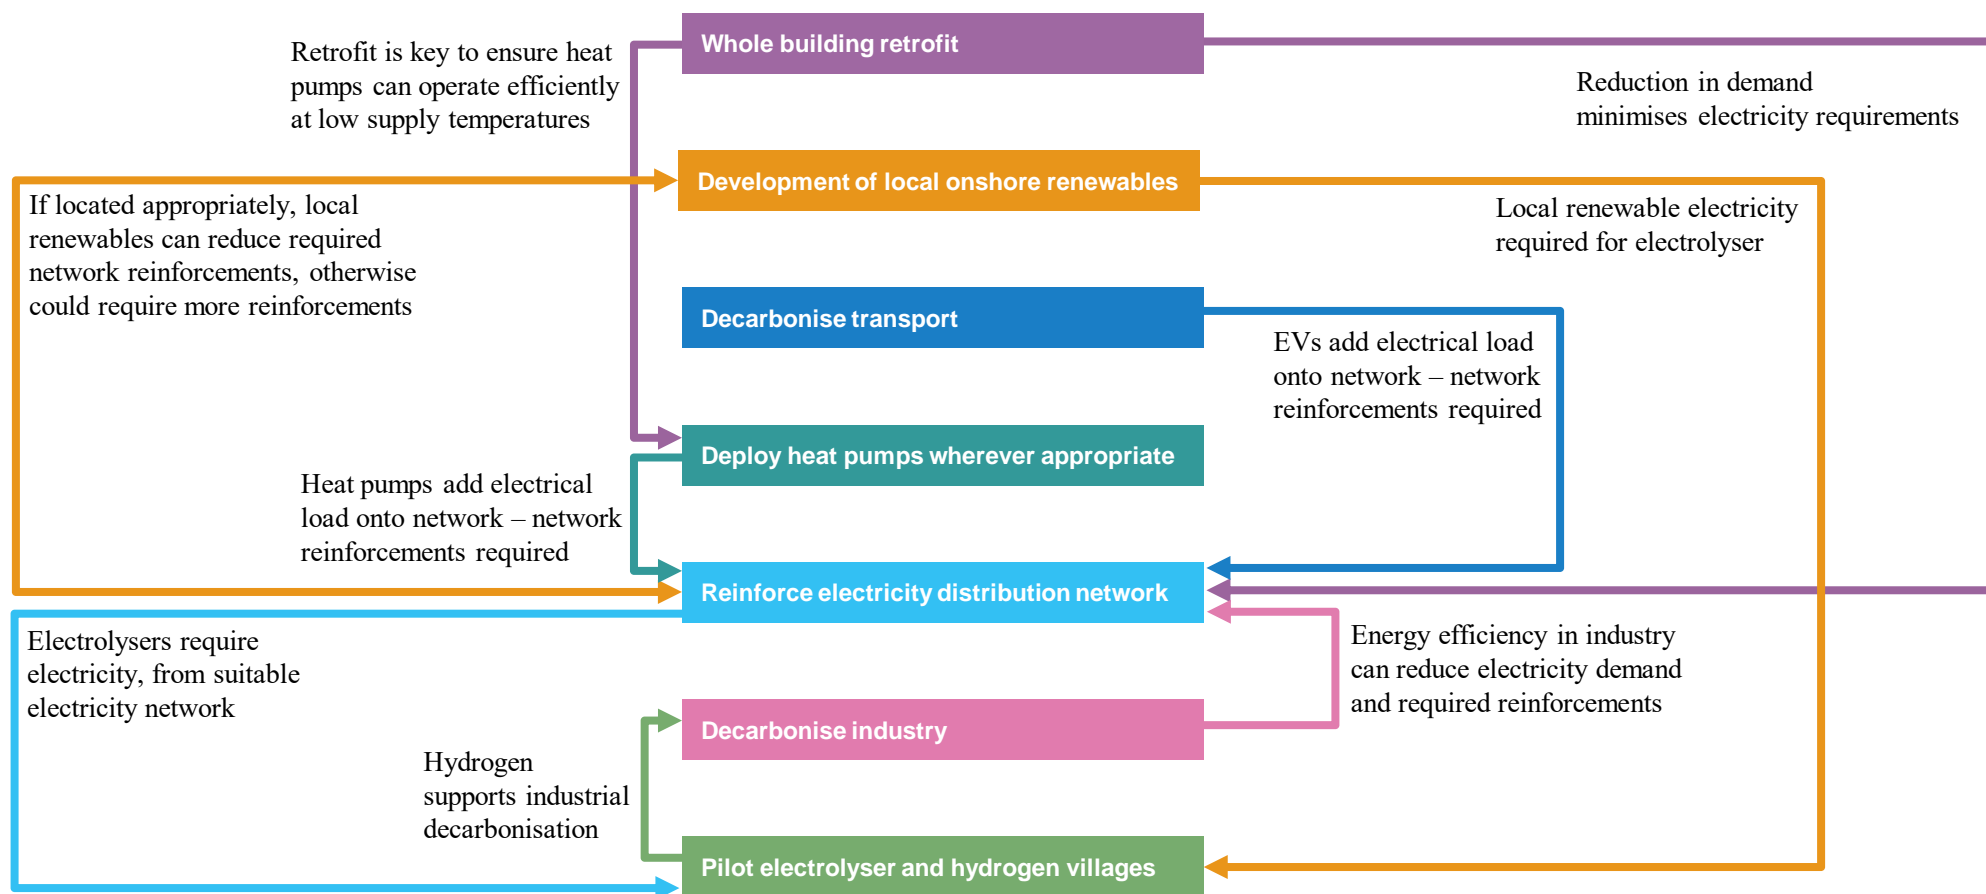 Whole building retrofit
Retrofit is key to ensure heat
pumps can operate efficiently
at low supply temperatures
Reduction in demand
minimises electricity requirements
Development of local onshore renewables
If located appropriately, local
renewables can reduce required
network reinforcements, otherwise
could require more reinforcements
Local renewable electricity
required for electrolyser
Decarbonise transport
EVs add electrical load
onto network – network
reinforcements required
Deploy heat pumps wherever appropriate
Heat pumps add electrical
load onto network – network
reinforcements required
Reinforce electricity distribution network
Electrolysers require
electricity, from suitable
electricity network
Energy efficiency in industry
can reduce electricity demand
and required reinforcements
Decarbonise industry
Hydrogen
supports industrial
decarbonisation
Pilot electrolyser and hydrogen villages